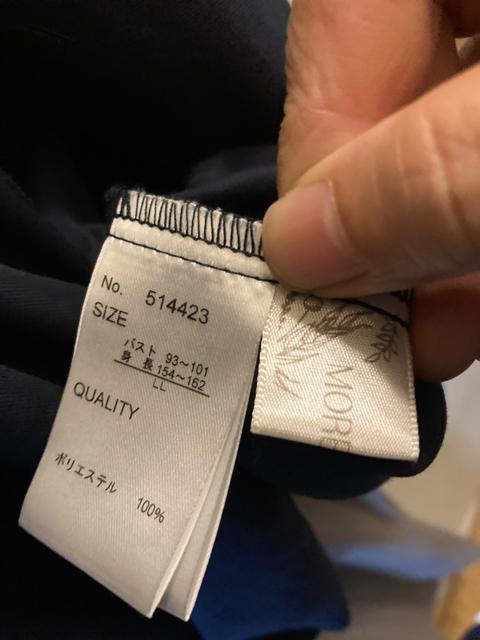 No. 514423
SIZE
バスト 93～101
身 長 154～162
LL
QUALITY
ポリエステル 100%